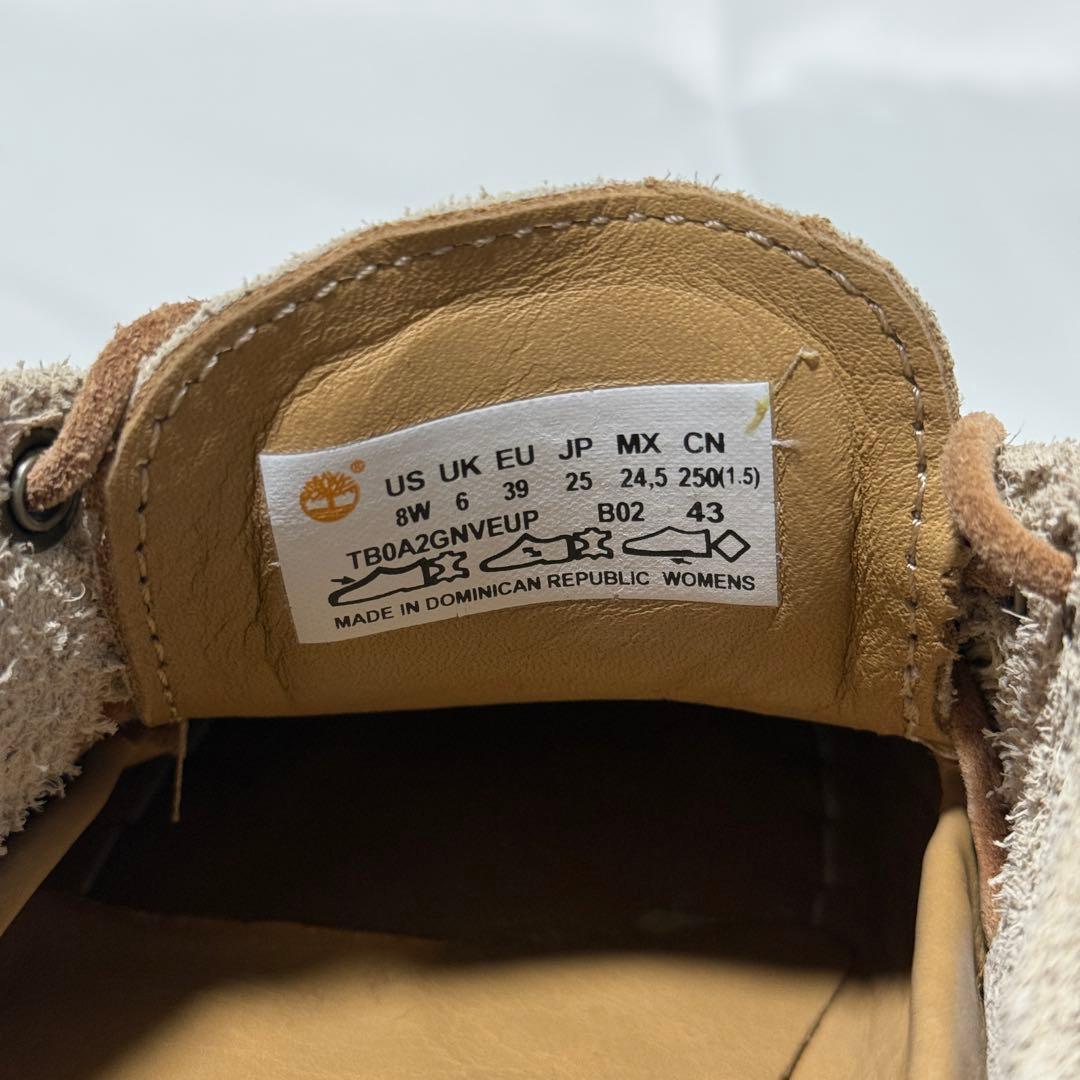 ® US UK EU JP MX CN
8W 6 39 25 24,5 250(1.5)
TB0A2GNVEUP B02 43
MADE IN DOMINICAN REPUBLIC WOMENS